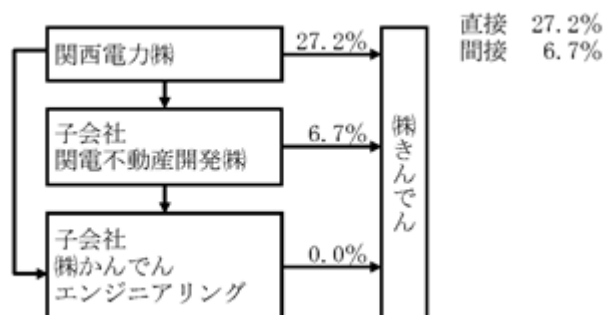 関西電力㈱
27.2%
子会社
関電不動産開発㈱
6.7%
子会社
㈱かんでん
エンジニアリング
0.0%
㈱きんでん
直接 27.2%
間接 6.7%